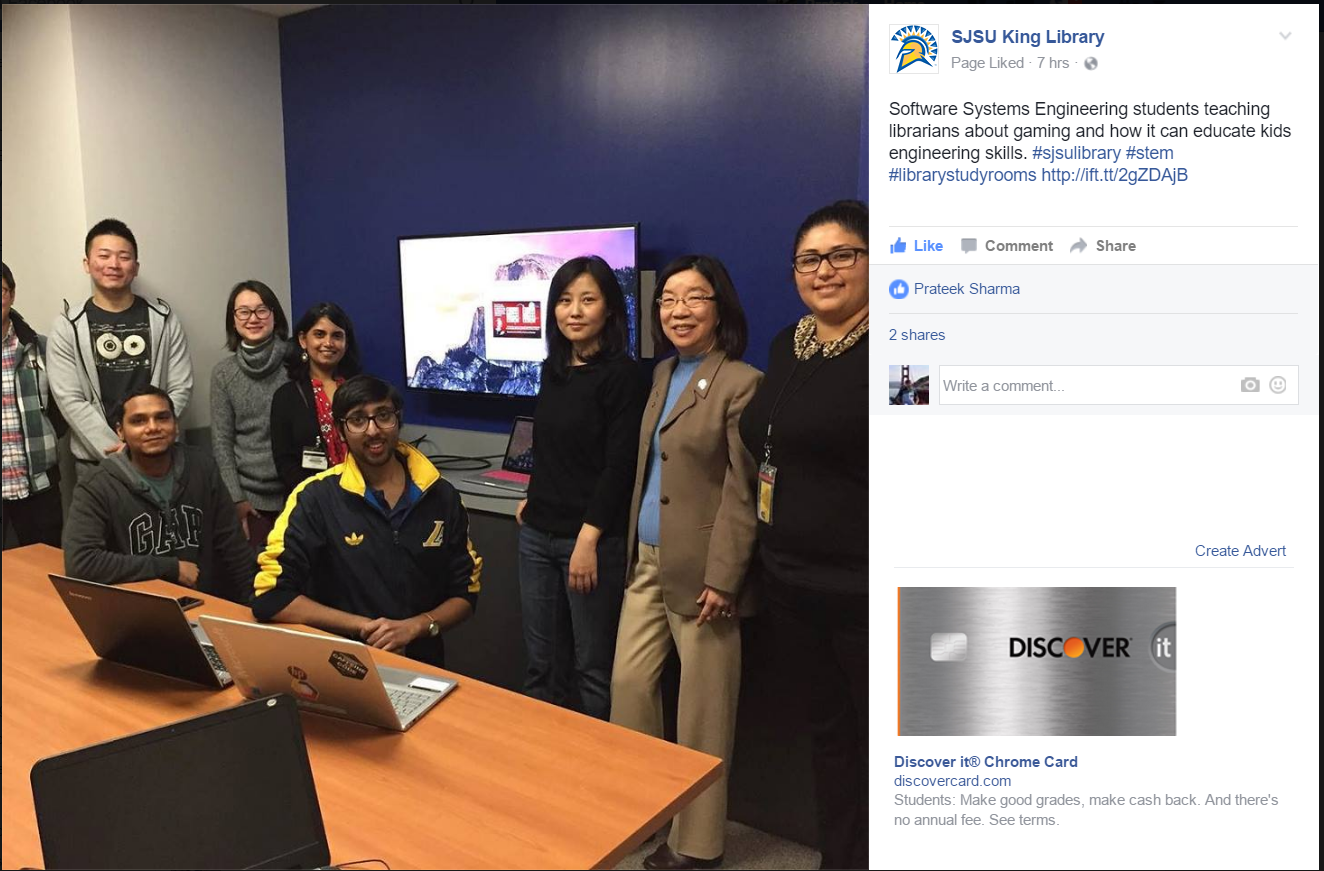 SJSU King Library
Page Liked · 7 hrs ·
Software Systems Engineering students teaching
librarians about gaming and how it can educate kids
engineering skills. #sjsulibrary #stem
#librarystudyrooms http://ift.tt/2gZDAjB
Like Comment Share
Prateek Sharma
2 shares
Write a comment...
Create Advert
DISCOVER it
Discover it® Chrome Card
discovercard.com
Students: Make good grades, make cash back. And there's
no annual fee. See terms.
GAP
L
lenovo
hp